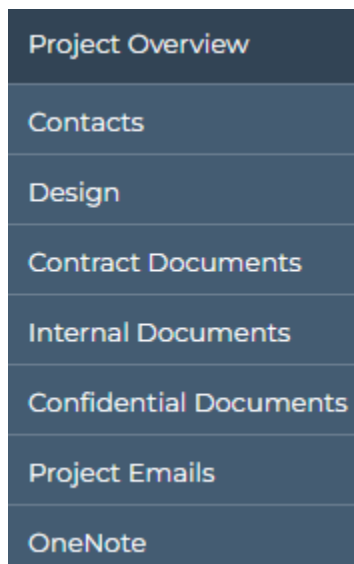 Project Overview
Contacts
Design
Contract Documents
Internal Documents
Confidential Documents
Project Emails
OneNote